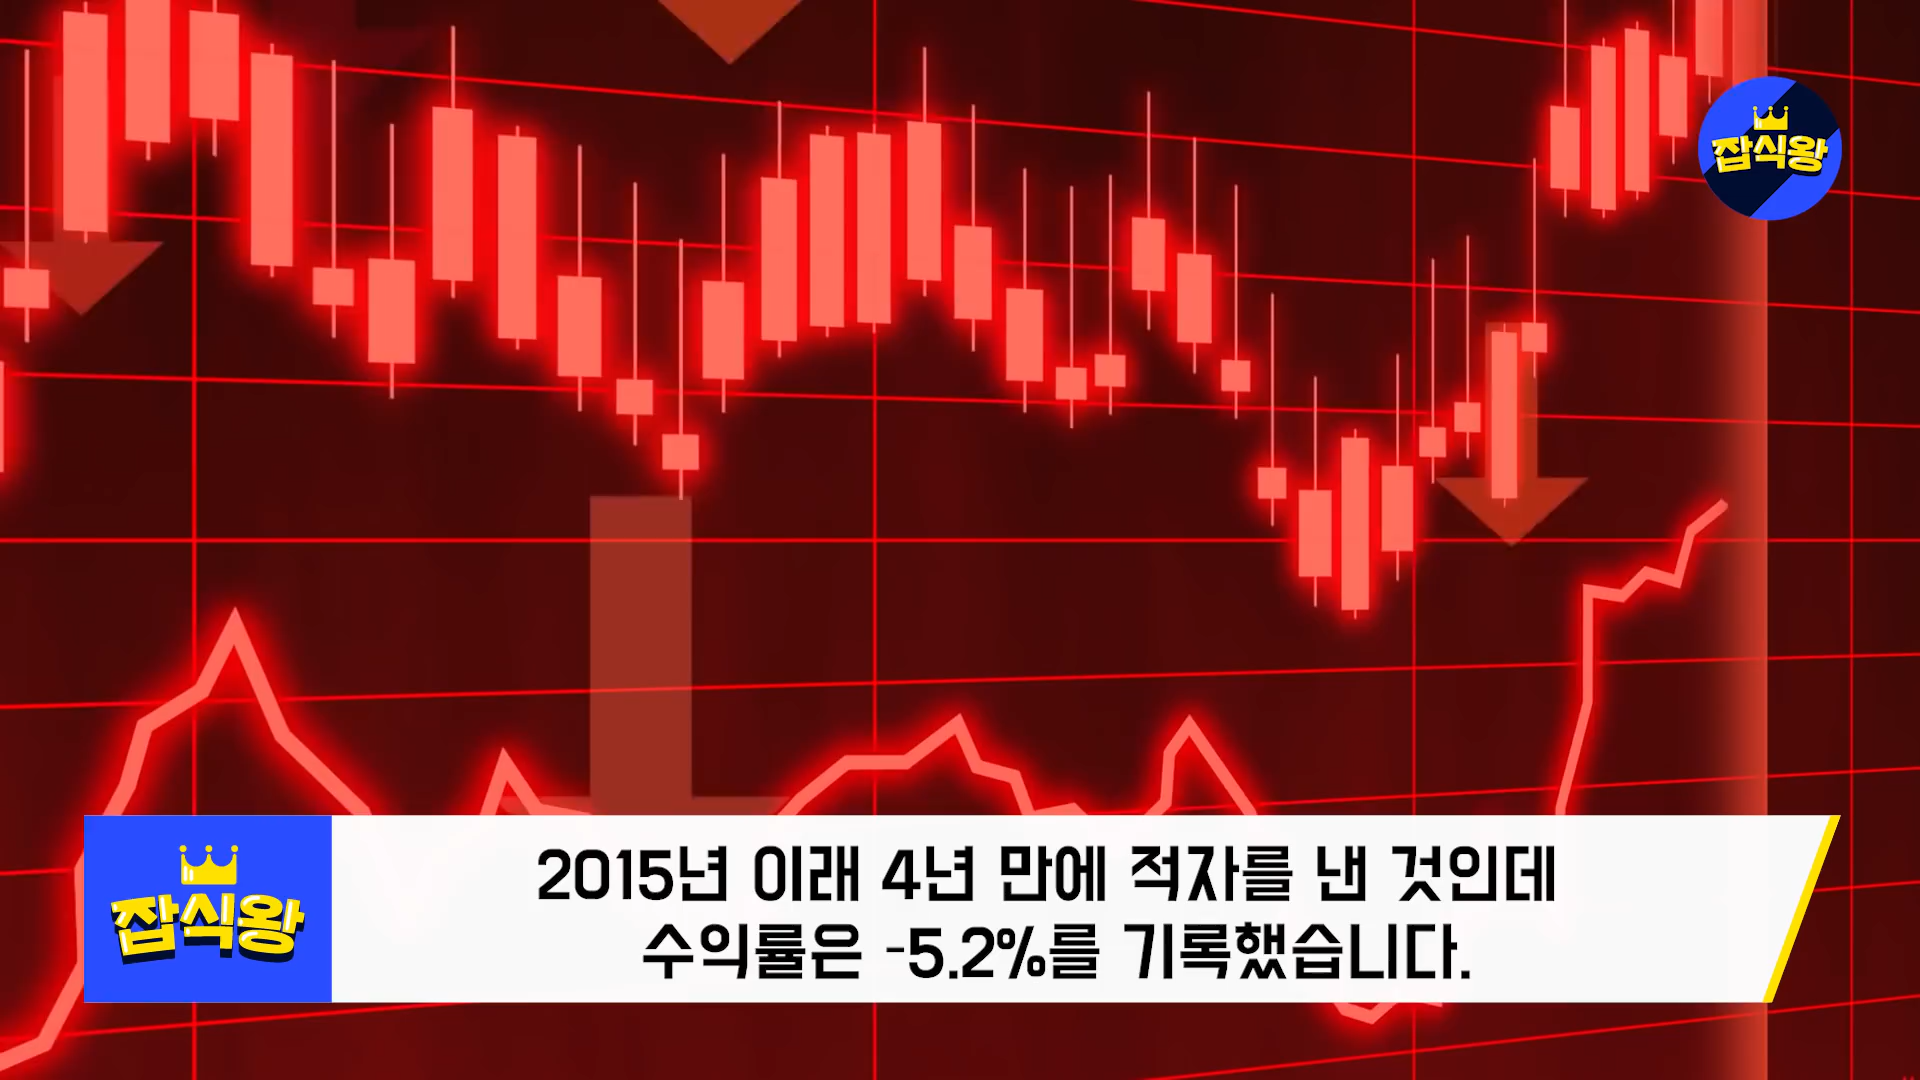 잡식왕
잡식왕
2015년 이래 4년 만에 적자를 낸 것인데
수익률은 -5.2%를 기록했습니다.